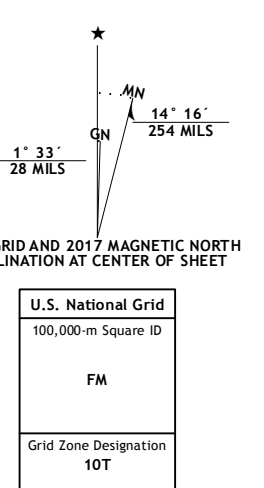 ★
MN
GN
1° 33´
28 MILS
14° 16´
254 MILS
GRID AND 2017 MAGNETIC NORTH
LINATION AT CENTER OF SHEET
U.S. National Grid
100,000-m Square ID
FM
Grid Zone Designation
10T